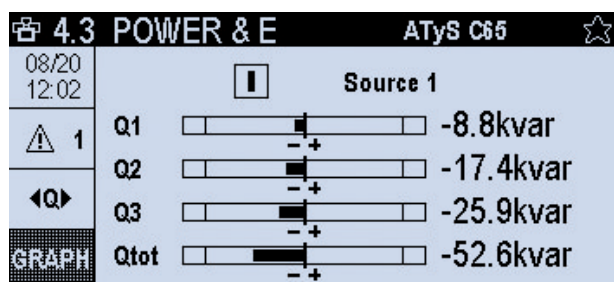 4.3 POWER & E ATyS C65
08/20
12:02
I Source 1
1
Q1 -8.8kvar
- +
Q2 -17.4kvar
- +
◀Q▶
Q3 -25.9kvar
- +
GRAPH
Qtot -52.6kvar
- +